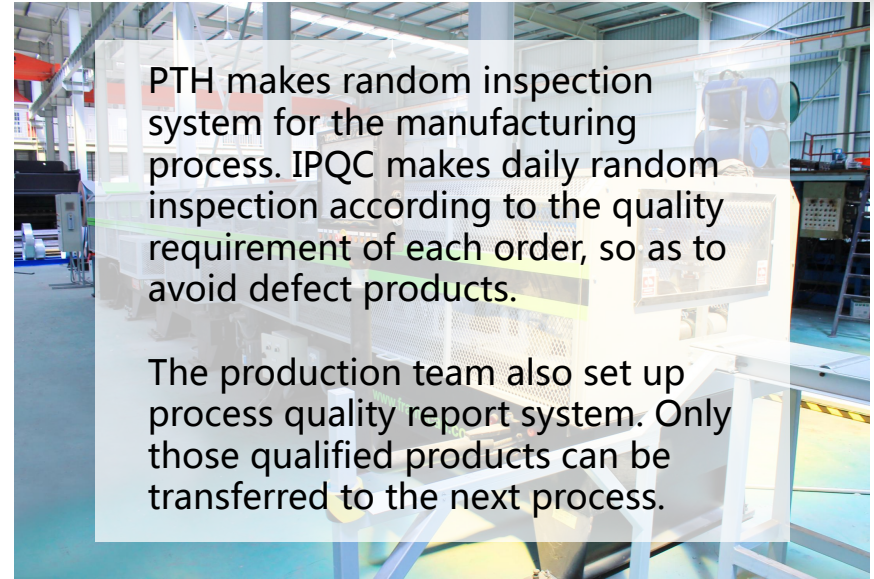 PTH makes random inspection
system for the manufacturing
process. IPQC makes daily random
inspection according to the quality
requirement of each order, so as to
avoid defect products.
The production team also set up
process quality report system. Only
those qualified products can be
transferred to the next process.